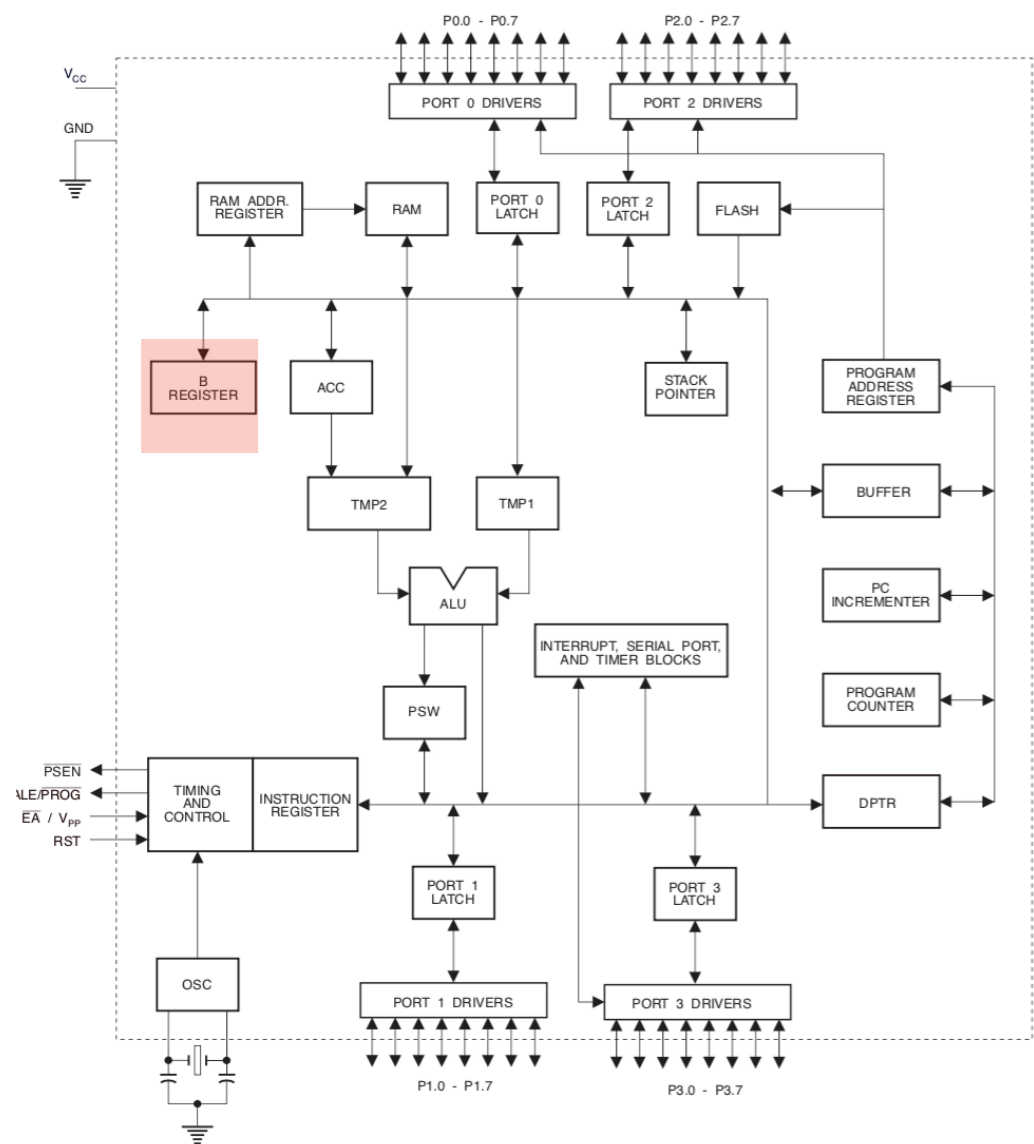 P0.0 - P0.7
P2.0 - P2.7
VCC
PORT 0 DRIVERS
PORT 2 DRIVERS
GND
RAM ADDR.
REGISTER
RAM
PORT 0
LATCH
PORT 2
LATCH
FLASH
B
REGISTER
ACC
STACK
POINTER
PROGRAM
ADDRESS
REGISTER
TMP2
TMP1
BUFFER
ALU
PC
INCREMENTER
INTERRUPT, SERIAL PORT,
AND TIMER BLOCKS
PSW
PROGRAM
COUNTER
PSEN
ALE/PROG
EA / VPP
RST
TIMING
AND
CONTROL
INSTRUCTION
REGISTER
DPTR
PORT 1
LATCH
PORT 3
LATCH
OSC
PORT 1 DRIVERS
PORT 3 DRIVERS
P1.0 - P1.7
P3.0 - P3.7